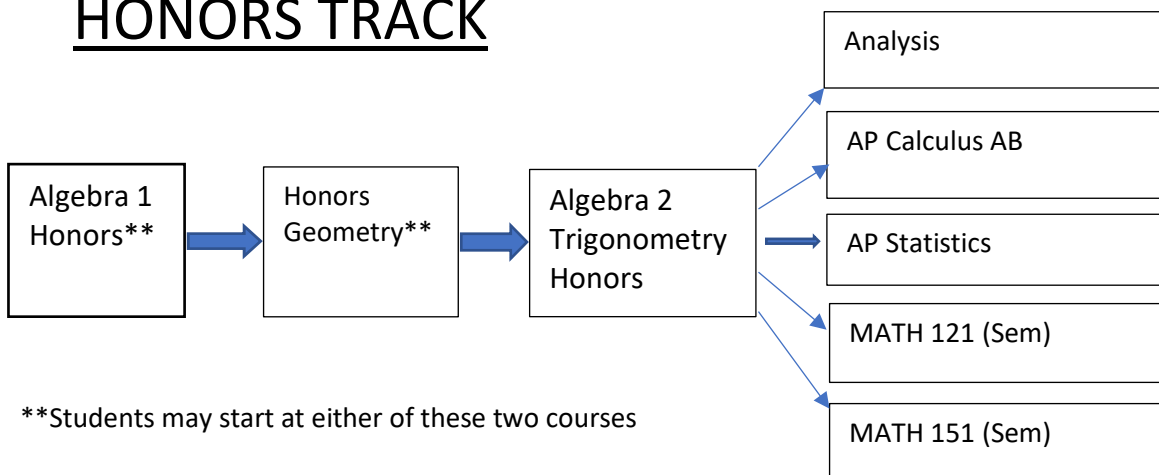 HONORS TRACK
Algebra 1
Honors**
Honors
Geometry**
Algebra 2
Trigonometry
Honors
Analysis
AP Calculus AB
AP Statistics
MATH 121 (Sem)
MATH 151 (Sem)
**Students may start at either of these two courses